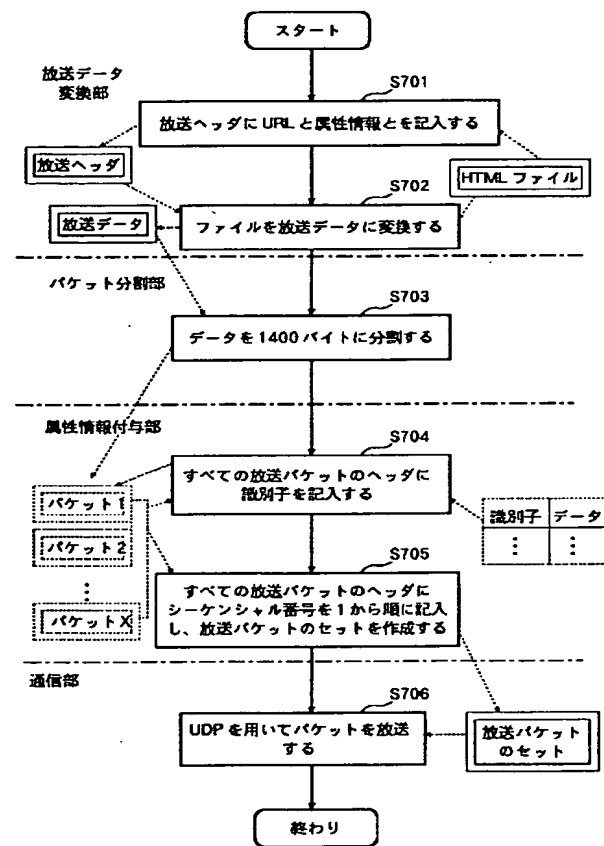 スタート
放送データ
変換部
S701
放送ヘッダにURLと属性情報とを記入する
放送ヘッダ
HTMLファイル
S702
放送データ
ファイルを放送データに変換する
パケット分割部
S703
データを1400バイトに分割する
属性情報付与部
S704
すべての放送パケットのヘッダに
識別子を記入する
パケット1
識別子 データ
パケット2
S705
すべての放送パケットのヘッダに
シーケンシャル番号を1から順に記入
し、放送パケットのセットを作成する
パケットX
通信部
S706
UDPを用いてパケットを放送
する
放送パケット
のセット
終わり